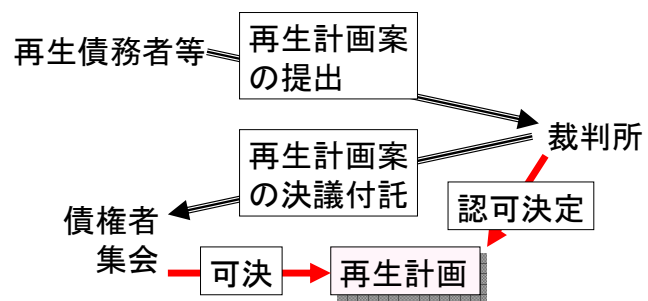 再生債務者等
再生計画案
の提出
裁判所
再生計画案
の決議付託
認可決定
債権者
集会
可決
再生計画